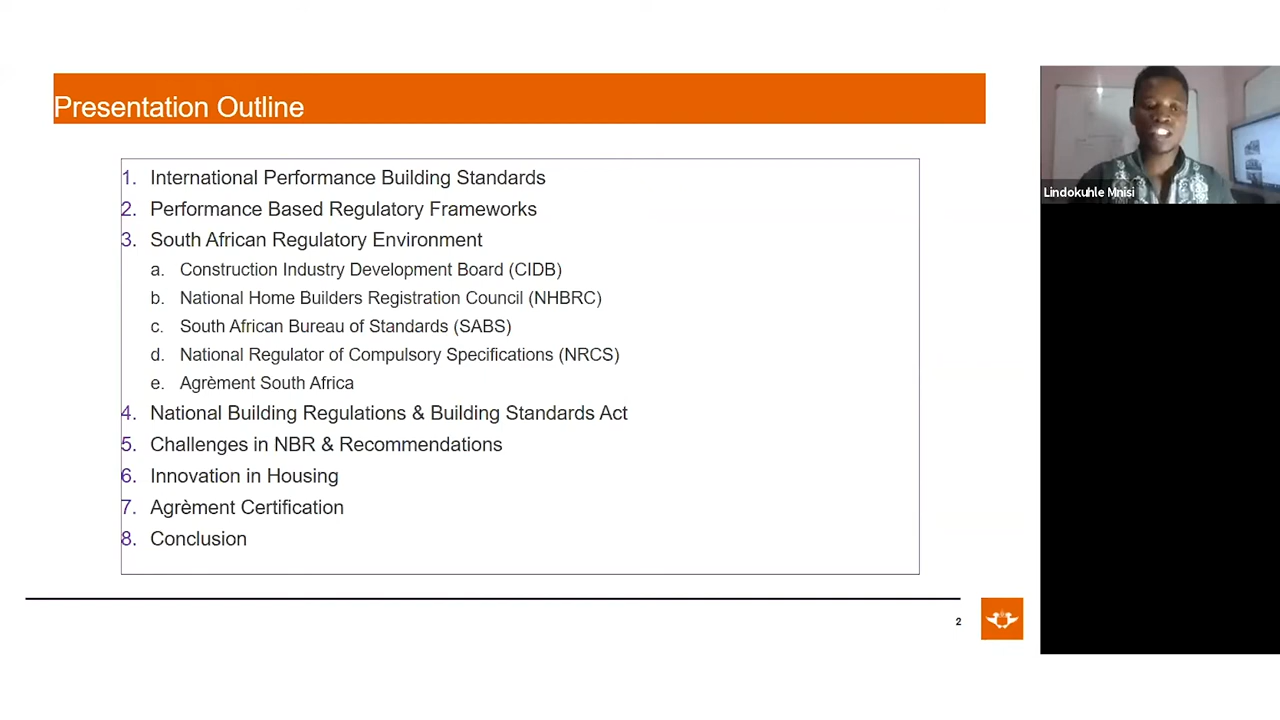 Presentation Outline
1. International Performance Building Standards
2. Performance Based Regulatory Frameworks
3. South African Regulatory Environment
a. Construction Industry Development Board (CIDB)
b. National Home Builders Registration Council (NHBRC)
c. South African Bureau of Standards (SABS)
d. National Regulator of Compulsory Specifications (NRCS)
e. Agrèment South Africa
4. National Building Regulations & Building Standards Act
5. Challenges in NBR & Recommendations
6. Innovation in Housing
7. Agrèment Certification
8. Conclusion
2
Lindokuhle Mnisi